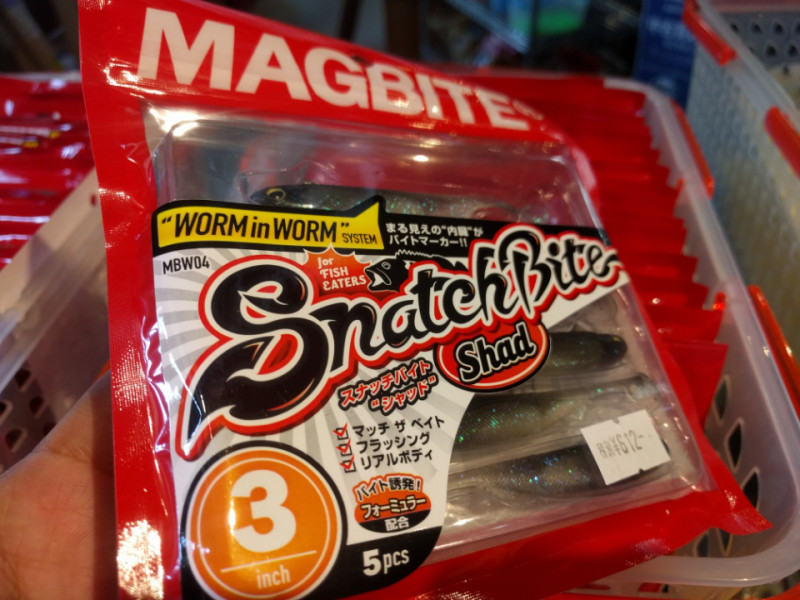 MAGBITE®
"WORM in WORM" SYSTEM
まる見えの"内臓"が
バイトマーカー!!
MBW04
for
FISH
EATERS
SnatchBite
Shad
スナッチバイト
"シャッド"
マッチ ザ ベイト
フラッシング
リアルボディ
バイト誘発!
フォーミュラー
配合
3
inch
5pcs
税別¥612-